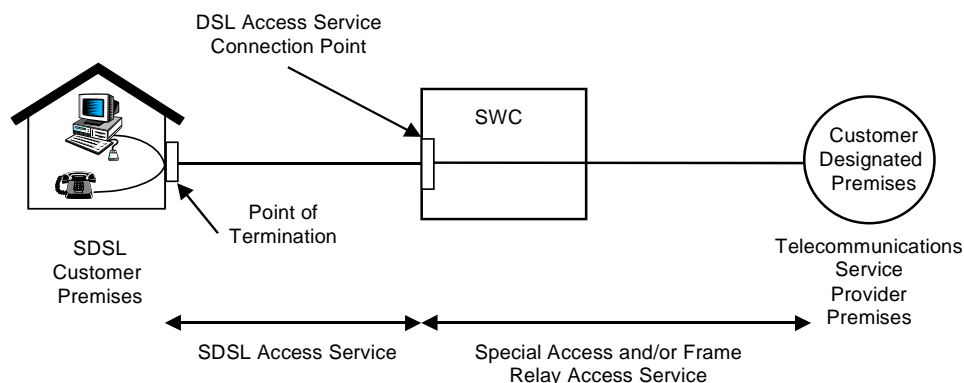 DSL Access Service
Connection Point
SWC
Customer
Designated
Premises
Point of
Termination
SDSL
Customer
Premises
Telecommunications
Service
Provider
Premises
SDSL Access Service
Special Access and/or Frame
Relay Access Service